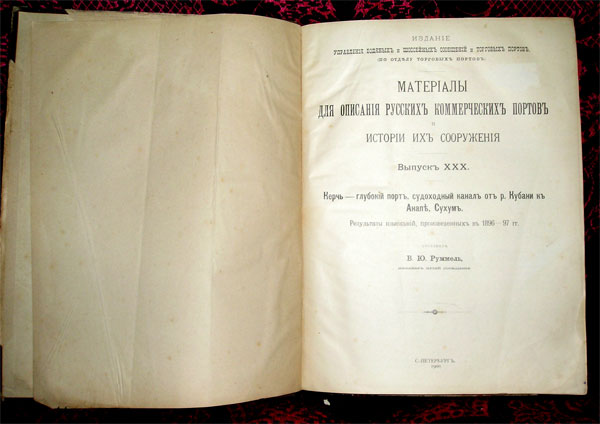 ИЗДАНІЕ
УПРАВЛЕНІЯ ВОДЯНЫХЪ и ШОССЕЙНЫХЪ СООБЩЕНІЙ и ТОРГОВЫХЪ ПОРТОВЪ.
(ПО ОТДѢЛУ ТОРГОВЫХЪ ПОРТОВЪ).
МАТЕРІАЛЫ
ДЛЯ ОПИСАНІЯ РУССКИХЪ КОММЕРЧЕСКИХЪ ПОРТОВЪ
И
ИСТОРІИ ИХЪ СООРУЖЕНІЯ
Выпускъ XXX.
Керчь — глубокій портъ, судоходный каналъ отъ р. Кубани къ
Анапѣ, Сухумъ.
Результаты изысканій, произведенныхъ въ 1896—97 гг.
В. Ю. Руммель,
С.-ПЕТЕРБУРГЪ.